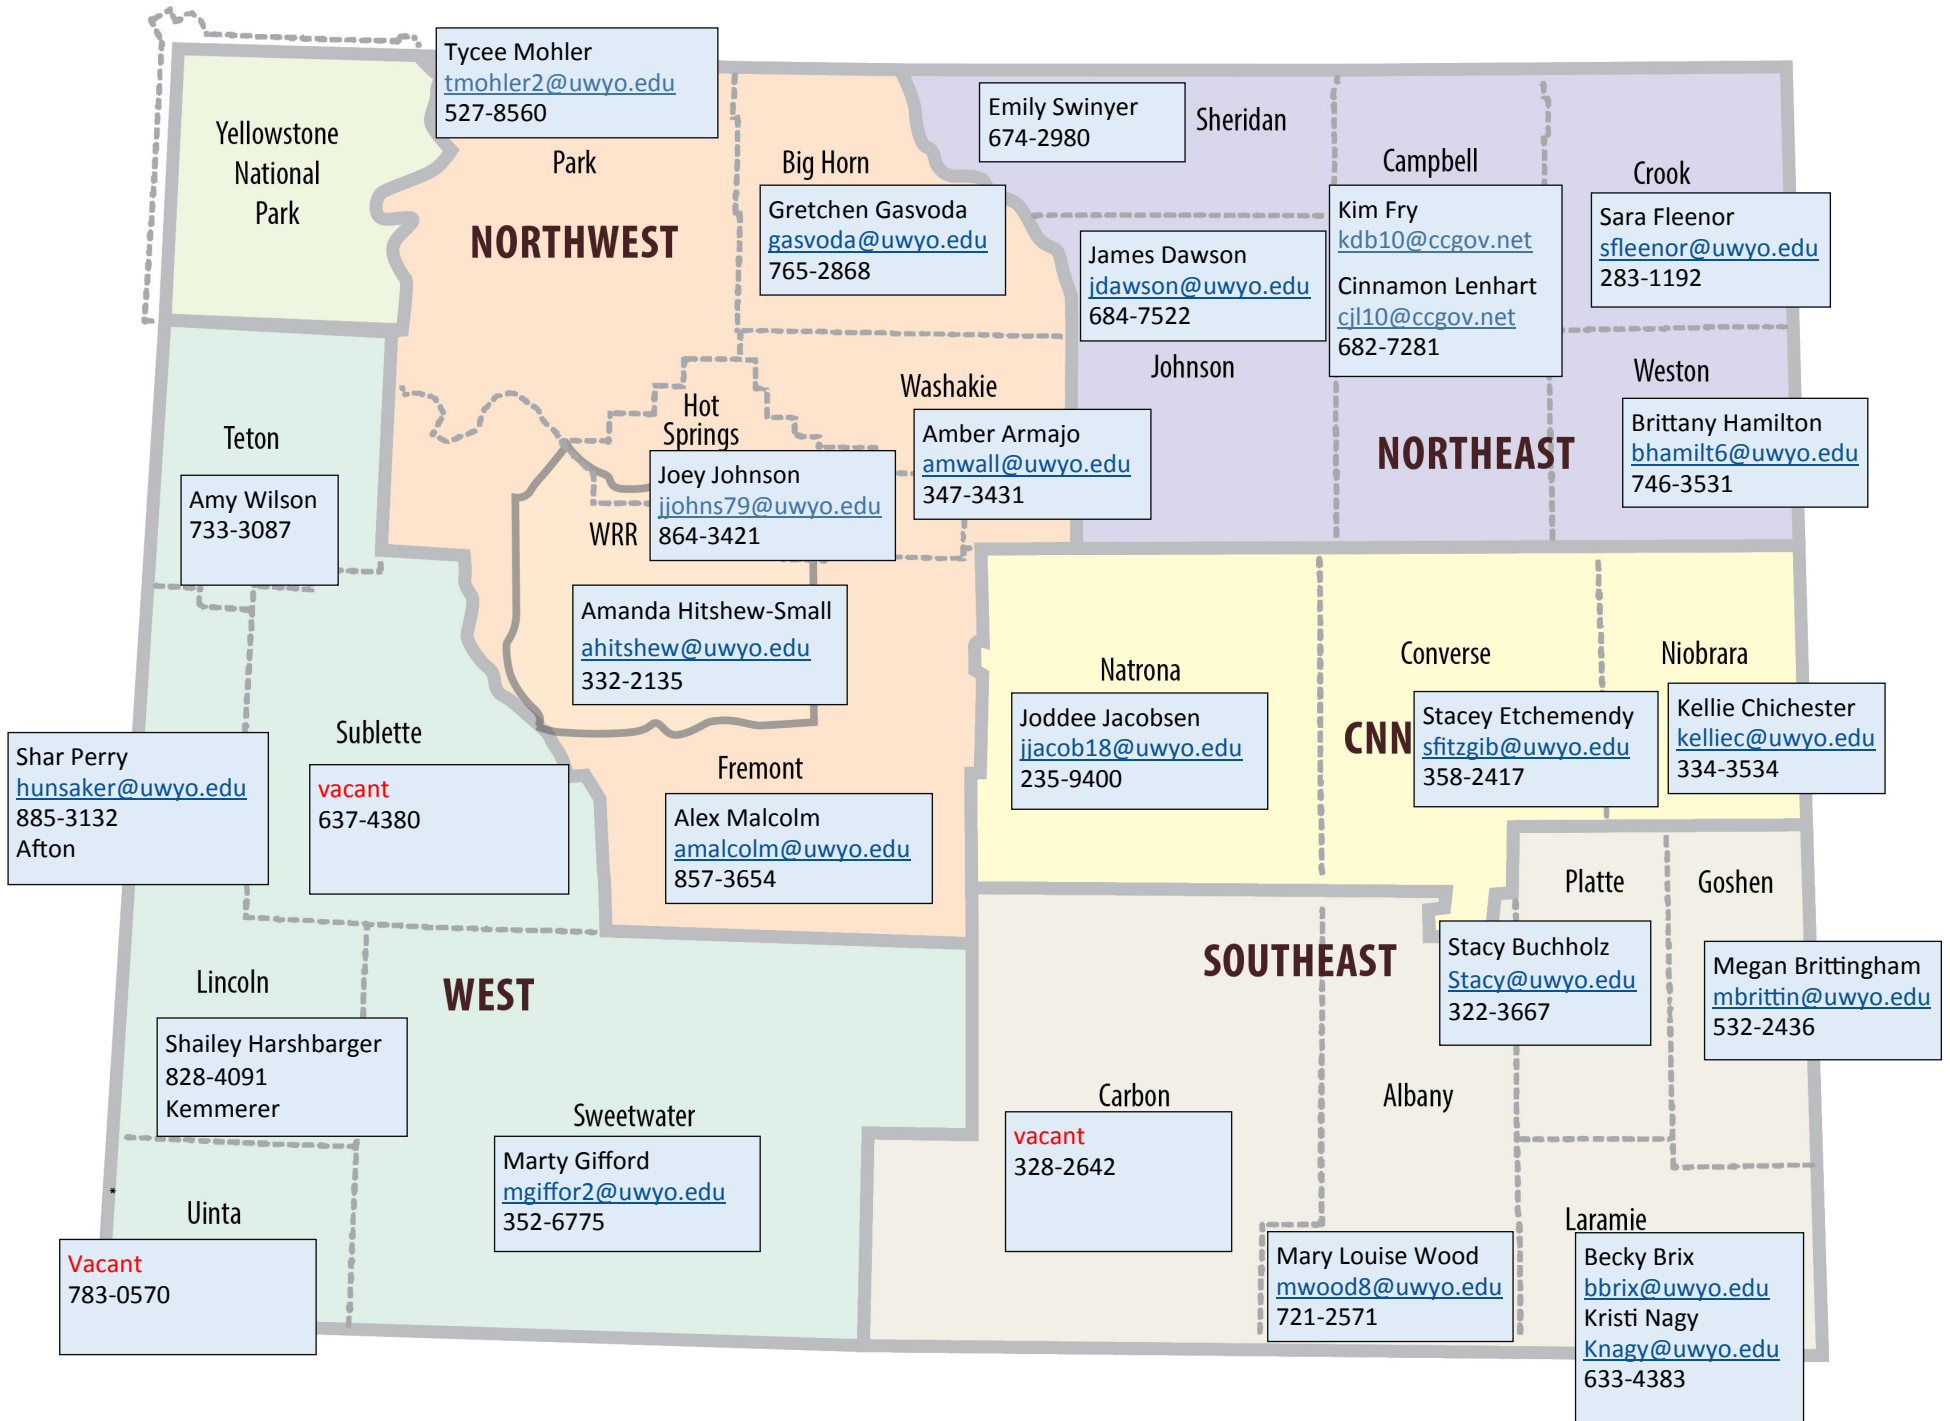 Tycee Mohler
tmohler2@uwyo.edu
527-8560
Yellowstone
National
Park
Park
NORTHWEST
Big Horn
Gretchen Gasvoda
gasvoda@uwyo.edu
765-2868
Emily Swinyer
674-2980
Sheridan
James Dawson
jdawson@uwyo.edu
684-7522
Johnson
Campbell
Kim Fry
kdb10@ccgov.net
Cinnamon Lenhart
cjl10@ccgov.net
682-7281
Crook
Sara Fleenor
sfleenor@uwyo.edu
283-1192
Weston
Brittany Hamilton
bhamilt6@uwyo.edu
746-3531
NORTHEAST
Washakie
Amber Armajo
amwall@uwyo.edu
347-3431
Hot
Springs
Joey Johnson
jjohns79@uwyo.edu
864-3421
WRR
Amanda Hitshew-Small
ahitshew@uwyo.edu
332-2135
Teton
Amy Wilson
733-3087
Fremont
Alex Malcolm
amalcolm@uwyo.edu
857-3654
Natrona
Joddee Jacobsen
jjacob18@uwyo.edu
235-9400
Converse
CNN
Stacey Etchemendy
sfitzgib@uwyo.edu
358-2417
Niobrara
Kellie Chichester
kelliec@uwyo.edu
334-3534
Sublette
vacant
637-4380
Shar Perry
hunsaker@uwyo.edu
885-3132
Afton
Lincoln
Shailey Harshbarger
828-4091
Kemmerer
WEST
Sweetwater
Marty Gifford
mgiffor2@uwyo.edu
352-6775
*
Uinta
Vacant
783-0570
SOUTHEAST
Platte
Stacy Buchholz
Stacy@uwyo.edu
322-3667
Goshen
Megan Brittingham
mbrittin@uwyo.edu
532-2436
Carbon
vacant
328-2642
Albany
Mary Louise Wood
mwood8@uwyo.edu
721-2571
Laramie
Becky Brix
bbrix@uwyo.edu
Kristi Nagy
Knagy@uwyo.edu
633-4383